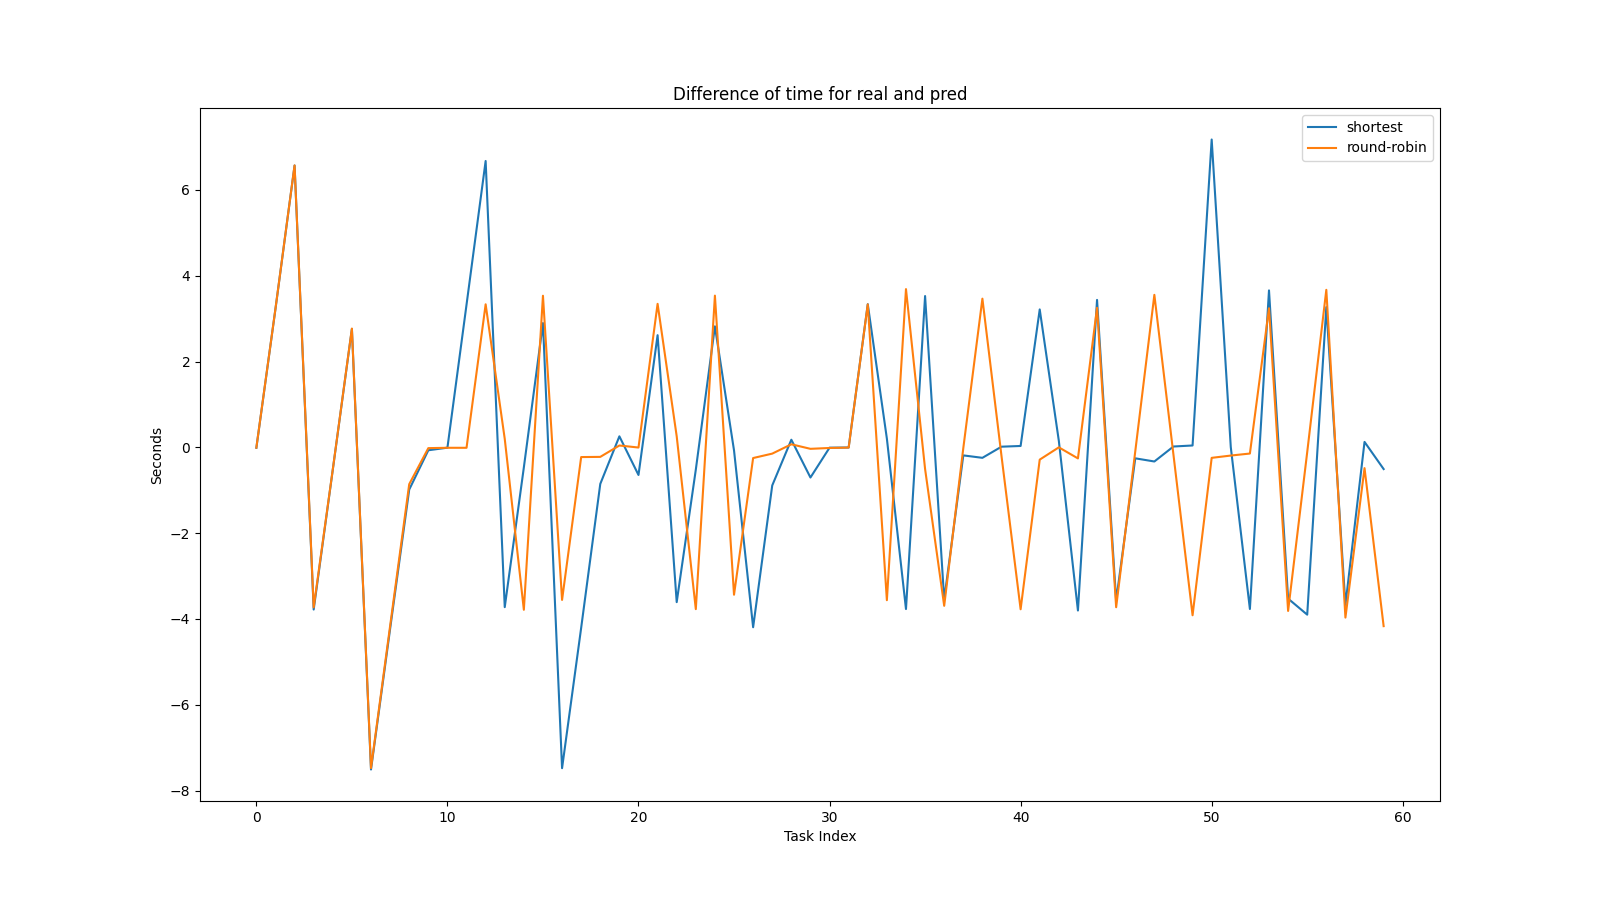 Difference of time for real and pred
shortest
round-robin
6
4
2
0
−2
−4
−6
−8
Seconds
0 10 20 30 40 50 60
Task Index